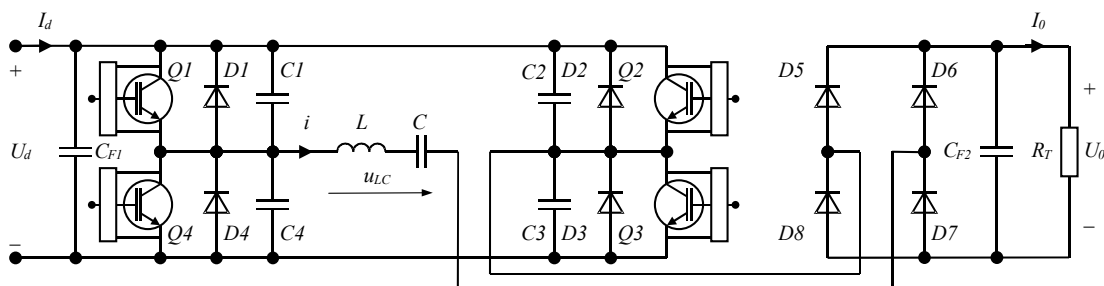 I_d I_0
Q1 D1 C1 C2 D2 Q2 D5 D6
+ +
i L C
U_d C_F1 C_F2 R_T U_0
u_LC
− Q4 D4 C4 C3 D3 Q3 D8 D7 −